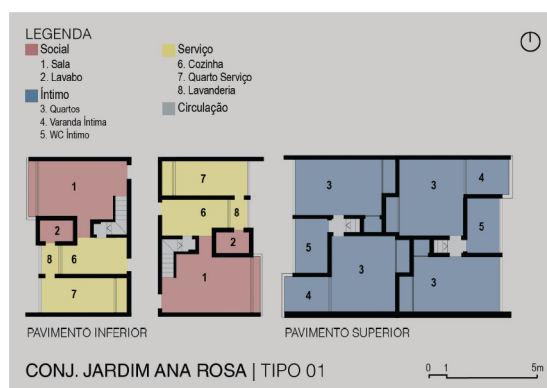 LEGENDA
Social
1. Sala
2. Lavabo
Íntimo
3. Quartos
4. Varanda Íntima
5. WC Íntimo
Serviço
6. Cozinha
7. Quarto Serviço
8. Lavanderia
Circulação
1
2
8 6
7
7
6 8
2
1
3 3 4
5 5
3 3
4
PAVIMENTO INFERIOR
PAVIMENTO SUPERIOR
CONJ. JARDIM ANA ROSA | TIPO 01
0 1 5m